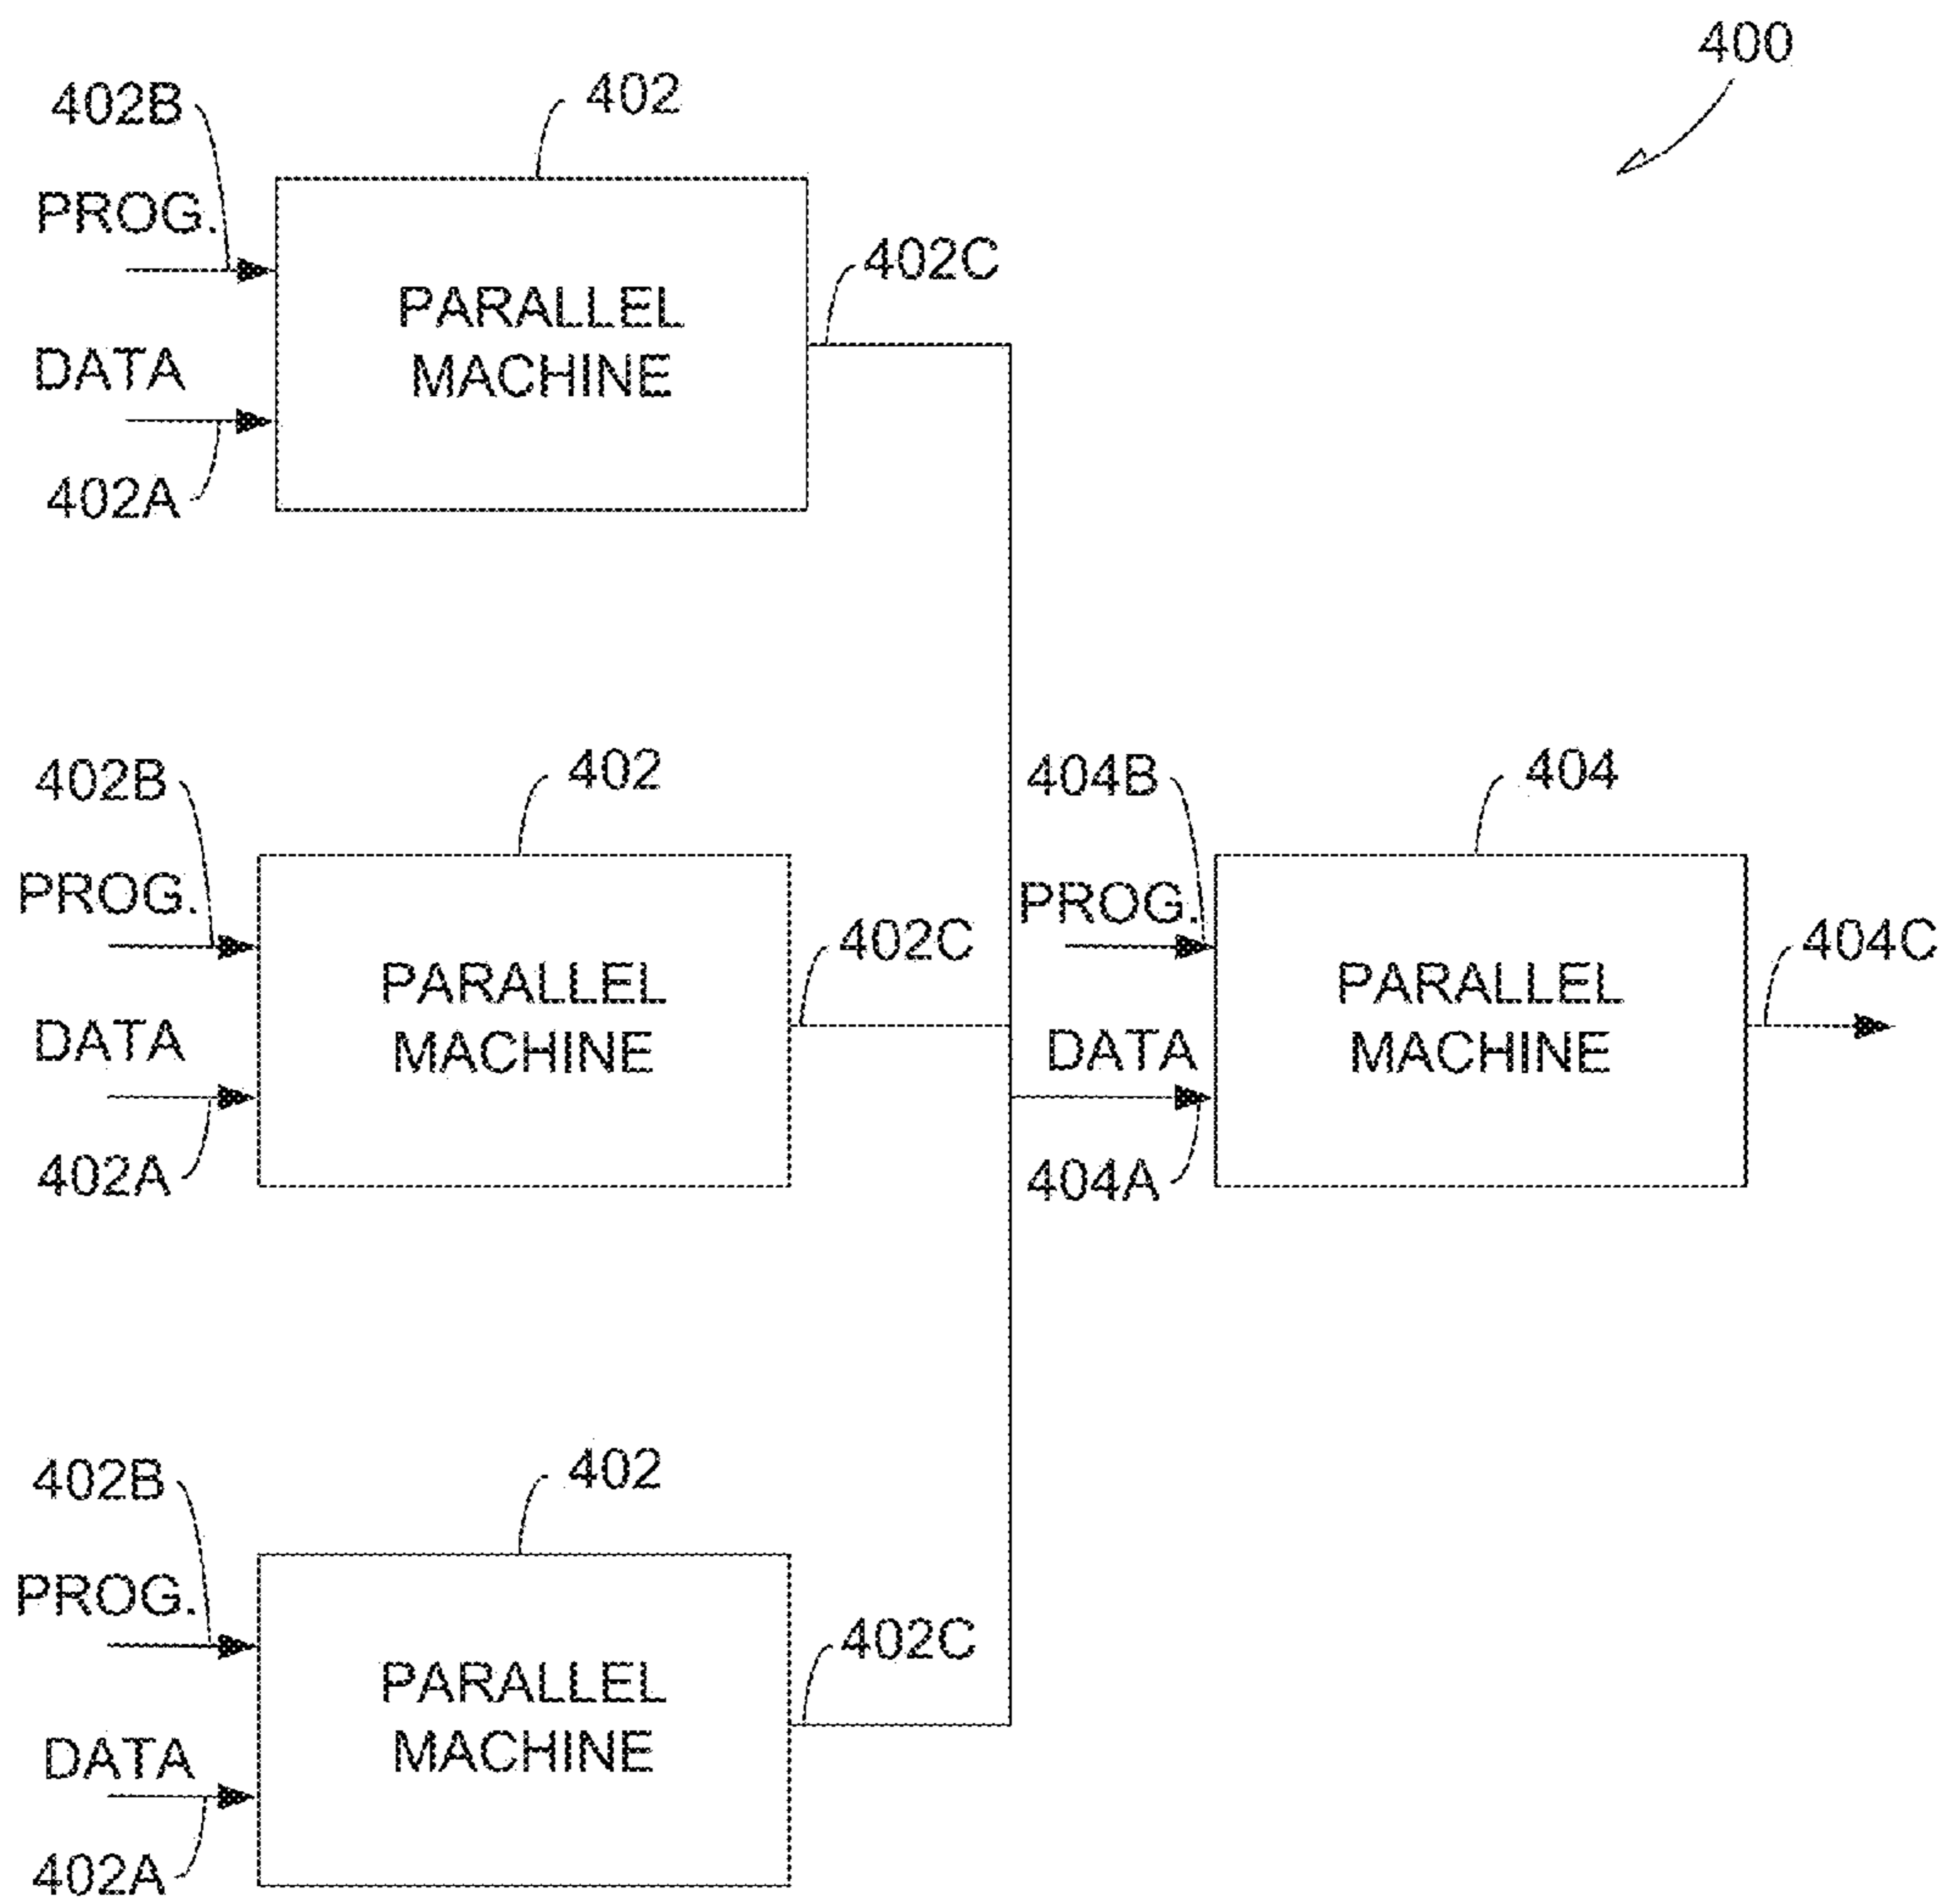 400
402B
402
PROG.
402C
PARALLEL
MACHINE
DATA
402A
402B
402
404B
404
PROG.
402C
PROG.
404C
PARALLEL
MACHINE
PARALLEL
MACHINE
DATA
DATA
402A
404A
402B
402
PROG.
402C
PARALLEL
MACHINE
DATA
402A